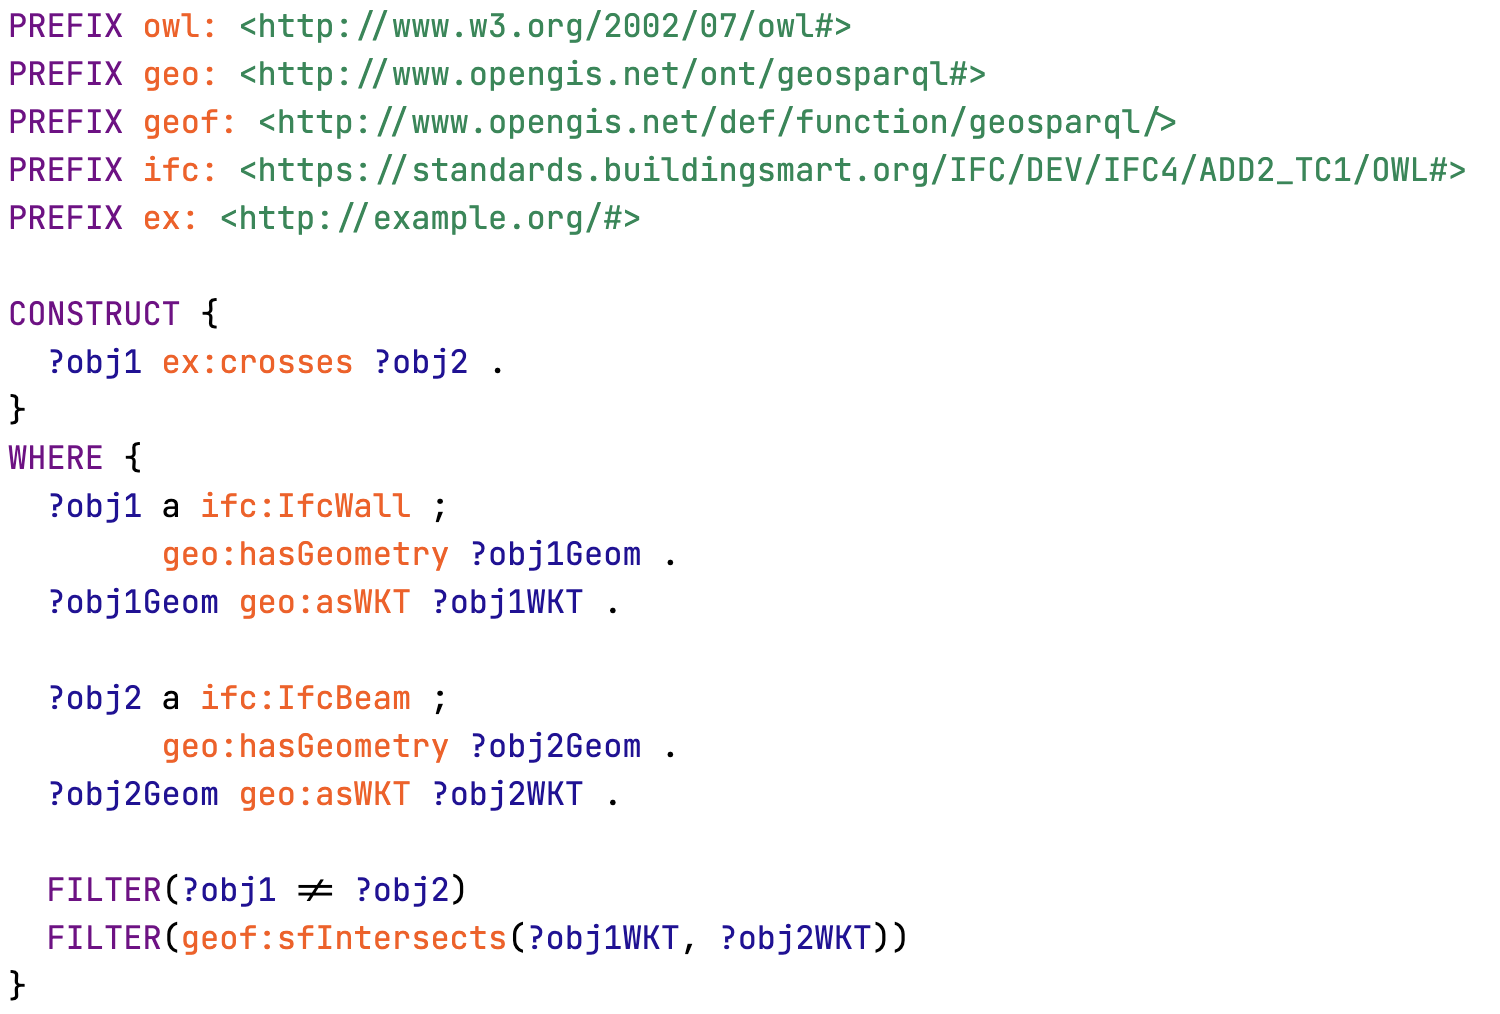 PREFIX owl: <http://www.w3.org/2002/07/owl#>
PREFIX geo: <http://www.opengis.net/ont/geosparql#>
PREFIX geof: <http://www.opengis.net/def/function/geosparql/>
PREFIX ifc: <https://standards.buildingsmart.org/IFC/DEV/IFC4/ADD2_TC1/OWL#>
PREFIX ex: <http://example.org/#>

CONSTRUCT {
  ?obj1 ex:crosses ?obj2 .
}
WHERE {
  ?obj1 a ifc:IfcWall ;
        geo:hasGeometry ?obj1Geom .
  ?obj1Geom geo:asWKT ?obj1WKT .

  ?obj2 a ifc:IfcBeam ;
        geo:hasGeometry ?obj2Geom .
  ?obj2Geom geo:asWKT ?obj2WKT .

  FILTER(?obj1 != ?obj2)
  FILTER(geof:sfIntersects(?obj1WKT, ?obj2WKT))
}